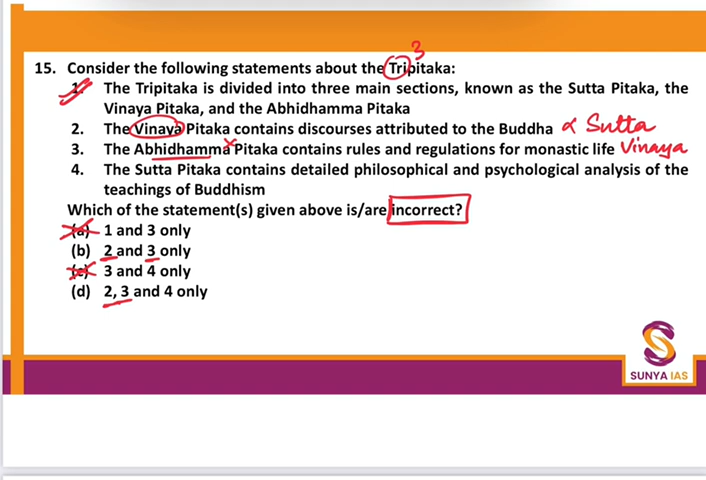 3
15. Consider the following statements about the Tripitaka:
1. The Tripitaka is divided into three main sections, known as the Sutta Pitaka, the
Vinaya Pitaka, and the Abhidhamma Pitaka
2. The Vinaya Pitaka contains discourses attributed to the Buddha Sutta
3. The Abhidhamma Pitaka contains rules and regulations for monastic life Vinaya
4. The Sutta Pitaka contains detailed philosophical and psychological analysis of the
teachings of Buddhism
Which of the statement(s) given above is/are incorrect?
(a) 1 and 3 only
(b) 2 and 3 only
(c) 3 and 4 only
(d) 2, 3 and 4 only
SUNYA IAS